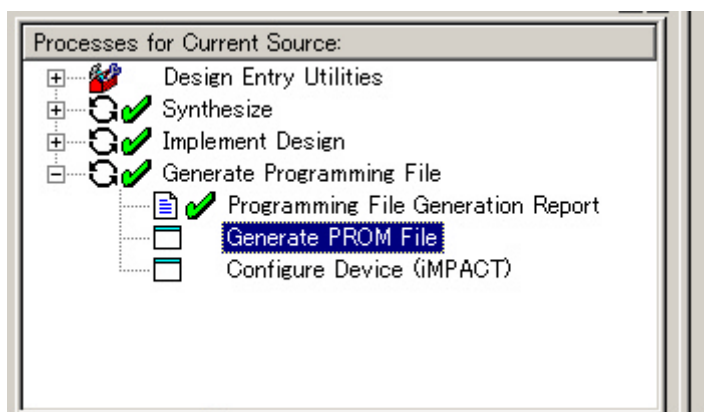 Processes for Current Source:
Design Entry Utilities
Synthesize
Implement Design
Generate Programming File
Programming File Generation Report
Generate PROM File
Configure Device (iMPACT)